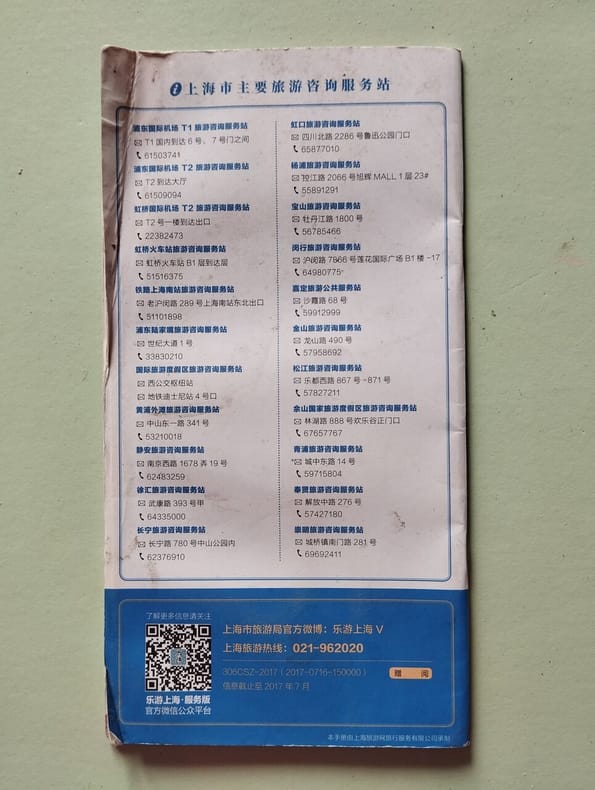 上海市主要旅游咨询服务站
浦东国际机场 T1 旅游咨询服务站
T1 国内到达 6 号、7 号门之间
61503741
浦东国际机场 T2 旅游咨询服务站
T2 到达大厅
61509094
虹桥国际机场 T2 旅游咨询服务站
T2 号一楼到达出口
22382473
虹桥火车站旅游咨询服务站
虹桥火车站 B1 层到达层
51516375
铁路上海南站旅游咨询服务站
老沪闵路 289 号上海南站东北出口
51101898
浦东陆家嘴旅游咨询服务站
世纪大道 1 号
33830210
国际旅游度假区旅游咨询服务站
西公交枢纽站
地铁迪士尼站 4 号口
黄浦外滩旅游咨询服务站
中山东一路 341 号
53210018
静安旅游咨询服务站
南京西路 1678 弄 19 号
62483259
徐汇旅游咨询服务站
武康路 393 号甲
64335000
长宁旅游咨询服务站
长宁路 780 号中山公园内
62376910
虹口旅游咨询服务站
四川北路 2286 号鲁迅公园门口
65877010
杨浦旅游咨询服务站
控江路 2066 号旭辉 MALL 1 层 23#
55891291
宝山旅游咨询服务站
牡丹江路 1800 号
56785466
闵行旅游咨询服务站
沪闵路 7866 号莲花国际广场 B1 楼 -17
64980775
嘉定旅游公共服务站
沙霞路 68 号
59912999
金山旅游咨询服务站
龙山路 490 号
57958692
松江旅游咨询服务站
乐都西路 867 号 -871 号
57827211
佘山国家旅游度假区旅游咨询服务站
林湖路 888 号欢乐谷正门口
67657767
青浦旅游咨询服务站
城中东路 14 号
59715804
奉贤旅游咨询服务站
解放中路 276 号
57427180
崇明旅游咨询服务站
城桥镇南门路 281 号
69692411
了解更多信息请关注
乐游上海·服务版
官方微信公众平台
上海市旅游局官方微博：乐游上海 V
上海旅游热线：021-962020
306CSZ-2017（2017-0716-150000）
赠 阅
信息截止至 2017 年 7 月
本手册由上海旅游网旅行服务有限公司承制